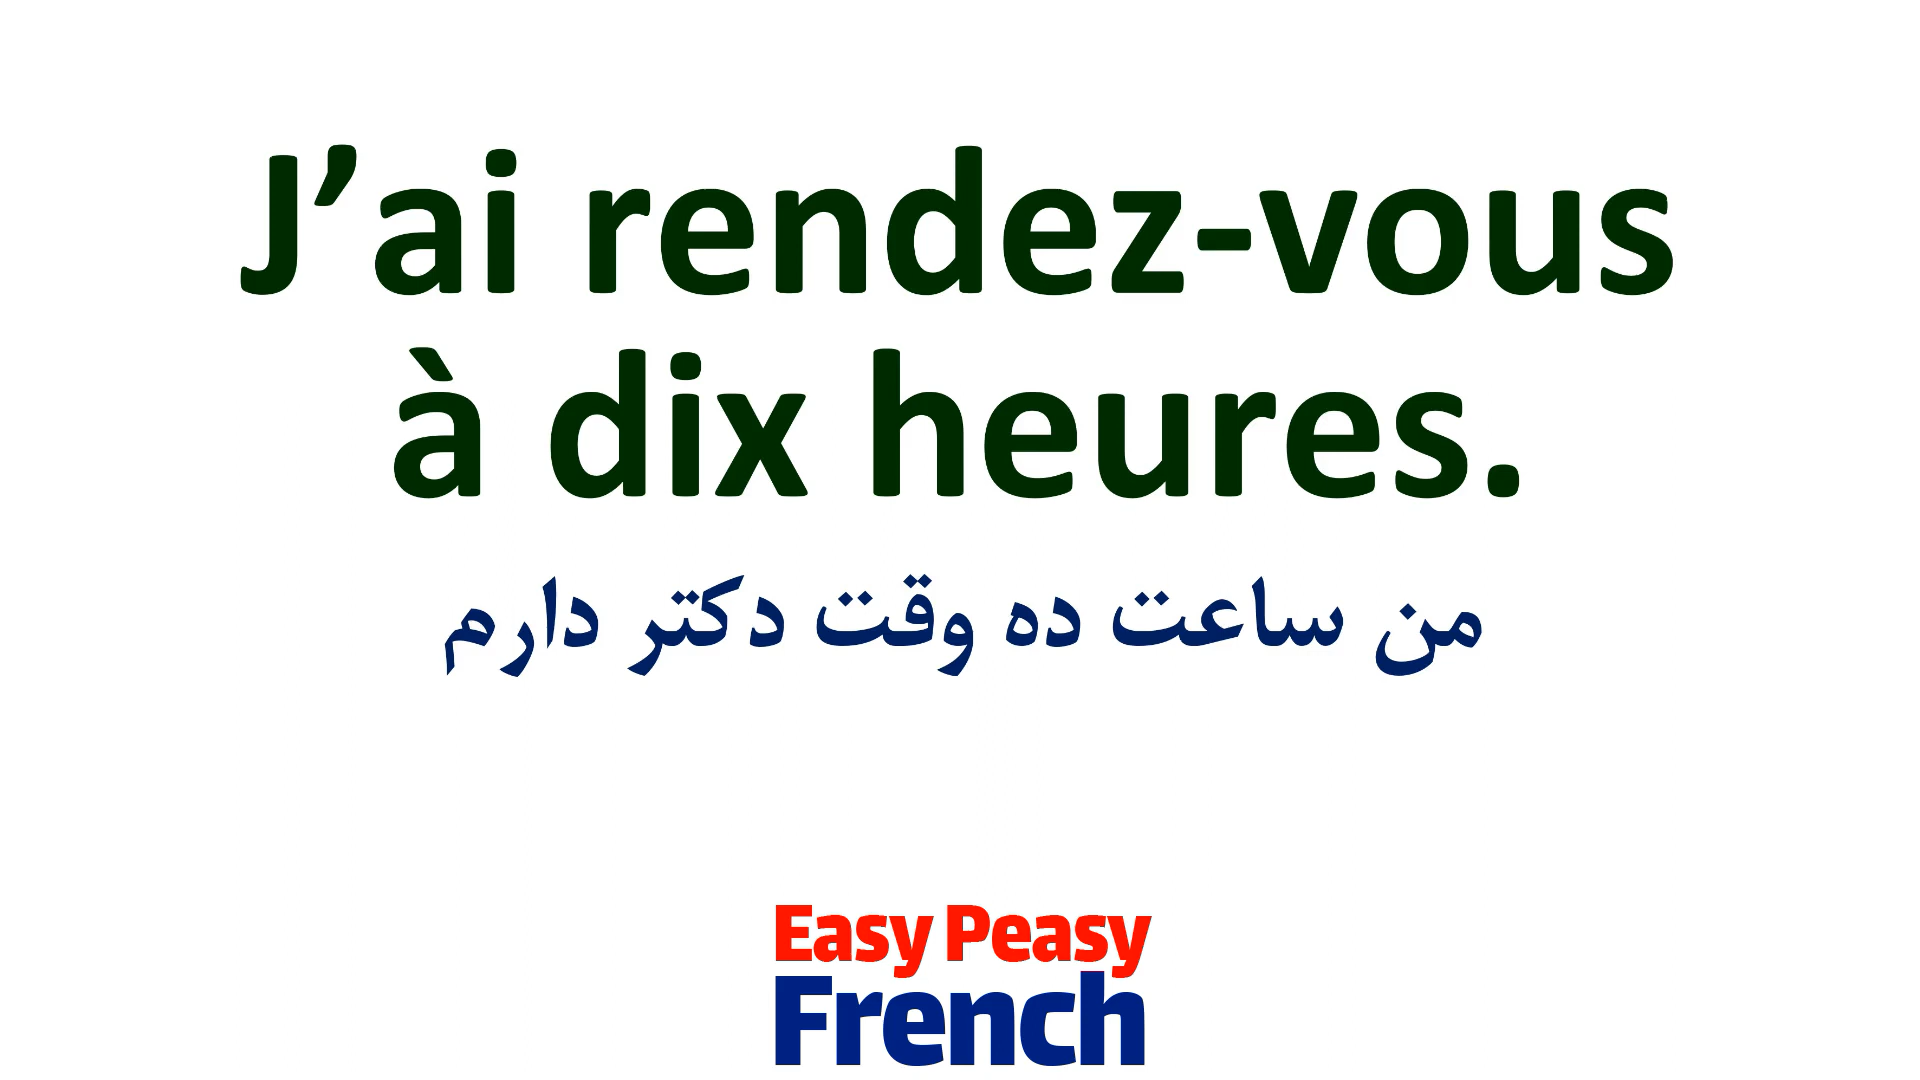 J’ai rendez-vous
à dix heures.
من ساعت ده وقت دکتر دارم
Easy Peasy
French